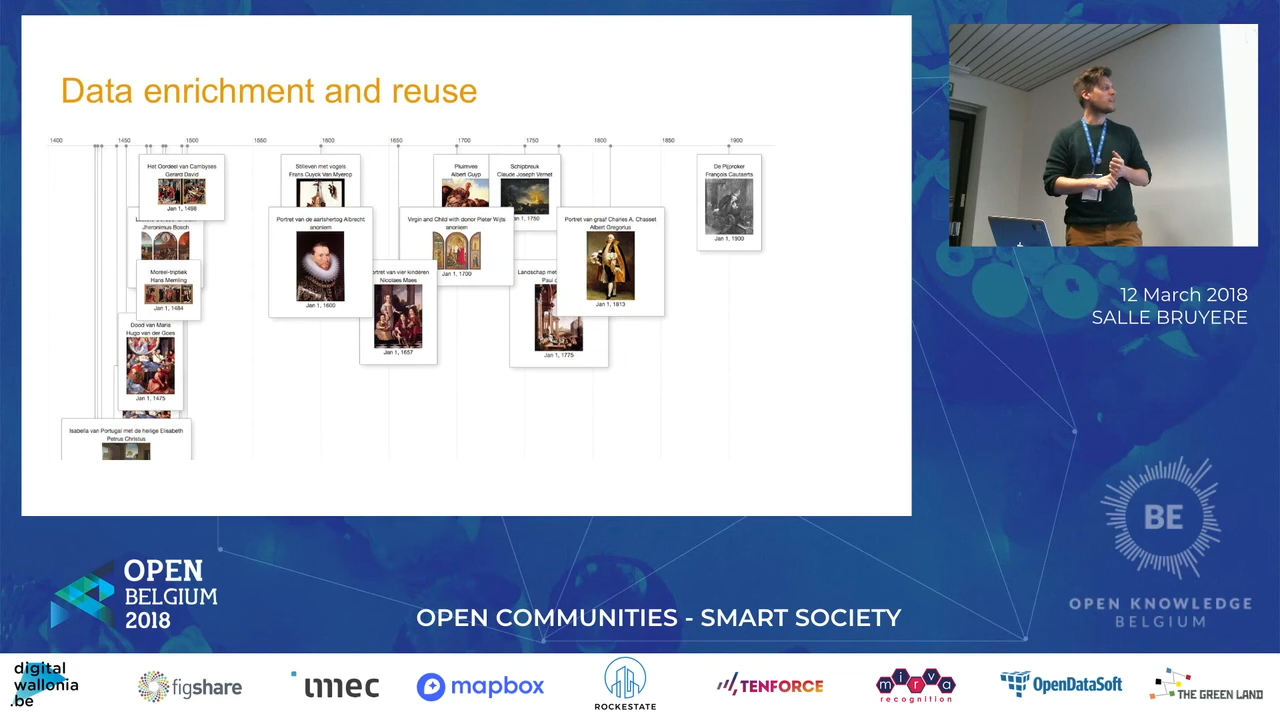 Data enrichment and reuse
1400 1450 1500 1550 1600 1650 1700 1750 1800 1850 1900
Het Oordeel van Cambyses
Gerard David
Jan 1, 1498
Jheronimus Bosch
Moreel-triptiek
Hans Memling
Jan 1, 1484
Dood van Maria
Hugo van der Goes
Jan 1, 1475
Isabella van Portugal met de heilige Elisabeth
Petrus Christus
Stilleven met vogels
Frans Cuyck Van Myerop
Portret van de aartshertog Albrecht
anoniem
Jan 1, 1600
ortret van vier kinderen
Nicolaes Maes
Jan 1, 1657
Pluimvee
Albert Cuyp
Virgin and Child with donor Pieter Wijts
anoniem
Jan 1, 1700
Schipbreuk
Claude Joseph Vernet
n 1, 1750
Landschap met
Paul
Jan 1, 1775
Portret van graaf Charles A. Chasset
Albert Gregorius
Jan 1, 1813
De Pijproker
François Cautaerts
Jan 1, 1900
12 March 2018
SALLE BRUYERE
BE
OPEN KNOWLEDGE
BELGIUM
OPEN
BELGIUM
2018
OPEN COMMUNITIES - SMART SOCIETY
digital
wallonia
.be
figshare
imec
mapbox
ROCKESTATE
TENFORCE
mirva
recognition
OpenDataSoft
THE GREEN LAND